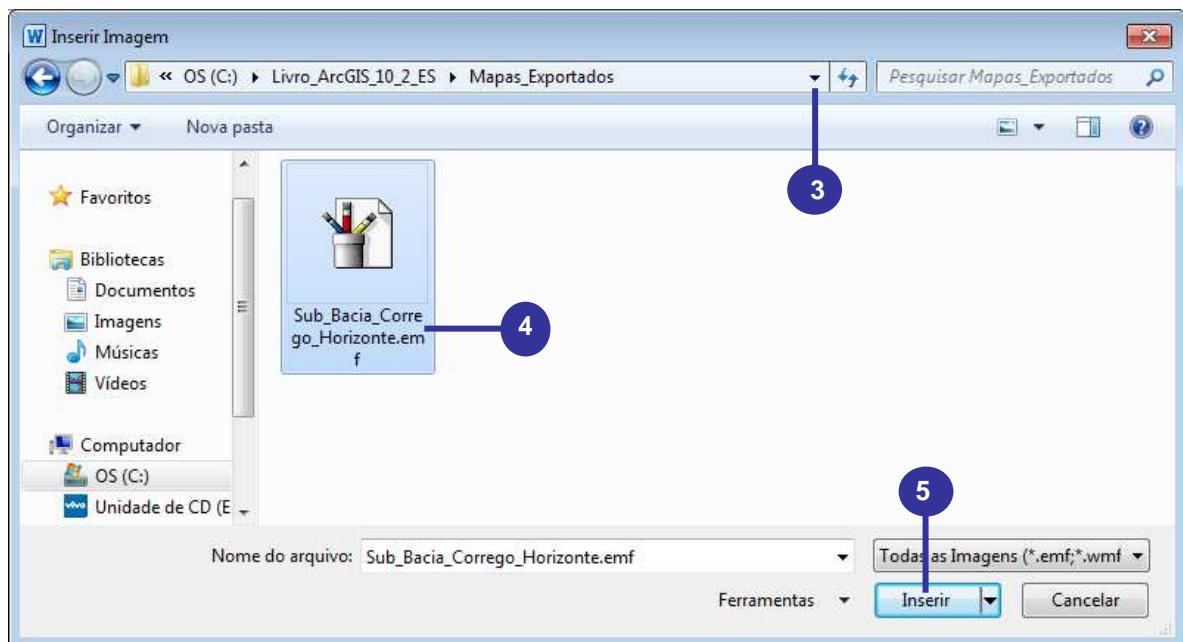 W Inserir Imagem
« OS (C:) Livro_ArcGIS_10_2_ES Mapas_Exportados Pesquisar Mapas_Exportados
Organizar Nova pasta ?
3
Favoritos
Bibliotecas
Documentos
Imagens
Músicas
Vídeos
Computador
OS (C:)
vivo Unidade de CD (E
Sub_Bacia_Corre
go_Horizonte.em
f
4
5
Nome do arquivo: Sub_Bacia_Corrego_Horizonte.emf Todas as Imagens (*.emf;*.wmf
Ferramentas Inserir Cancelar